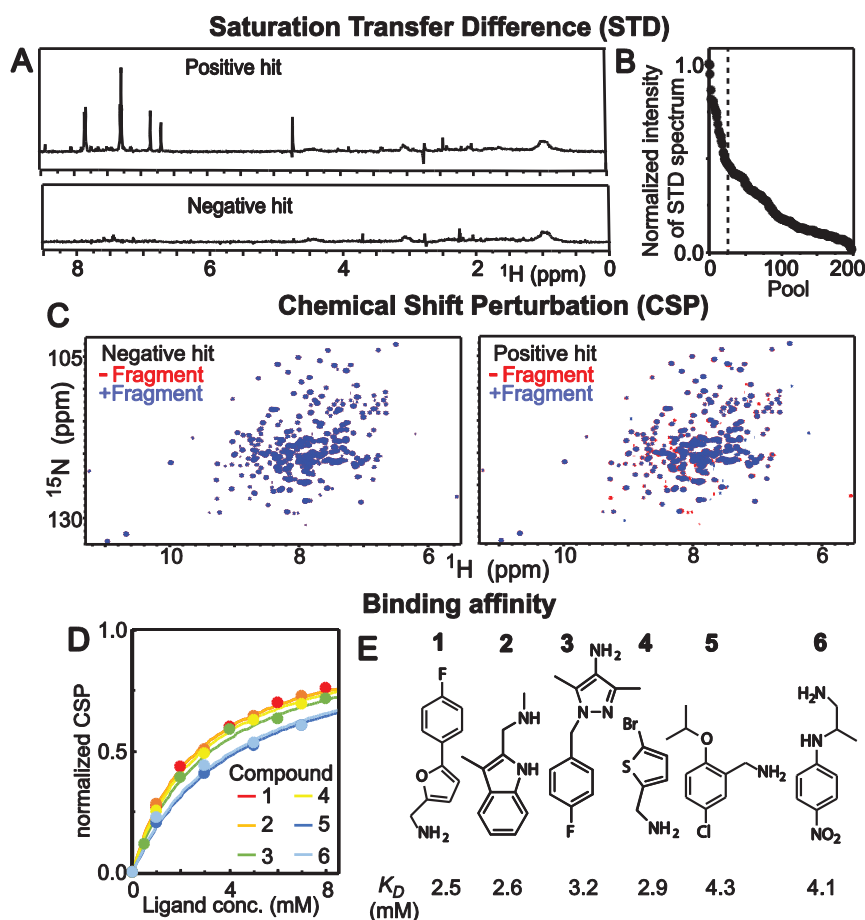 Saturation Transfer Difference (STD)
A
Positive hit
Negative hit
8
6
4
2
0
¹H (ppm)
B
Normalized intensity
of STD spectrum
1.0
0.0
0
100
200
Pool
Chemical Shift Perturbation (CSP)
C
Negative hit
- Fragment
+Fragment
Positive hit
- Fragment
+Fragment
105
130
¹⁵N (ppm)
10
8
6
10
8
6
¹H (ppm)
Binding affinity
D
normalized CSP
1.0
0.5
0.0
Compound
1 4
2 5
3 6
0
4
8
Ligand conc. (mM)
E
1 2 3 4 5 6
F
NH₂
NH
NH
NH₂
N
N
F
Br
S
NH₂
O
NH₂
Cl
H₂N
HN
NO₂
K_D
(mM)
2.5 2.6 3.2 2.9 4.3 4.1